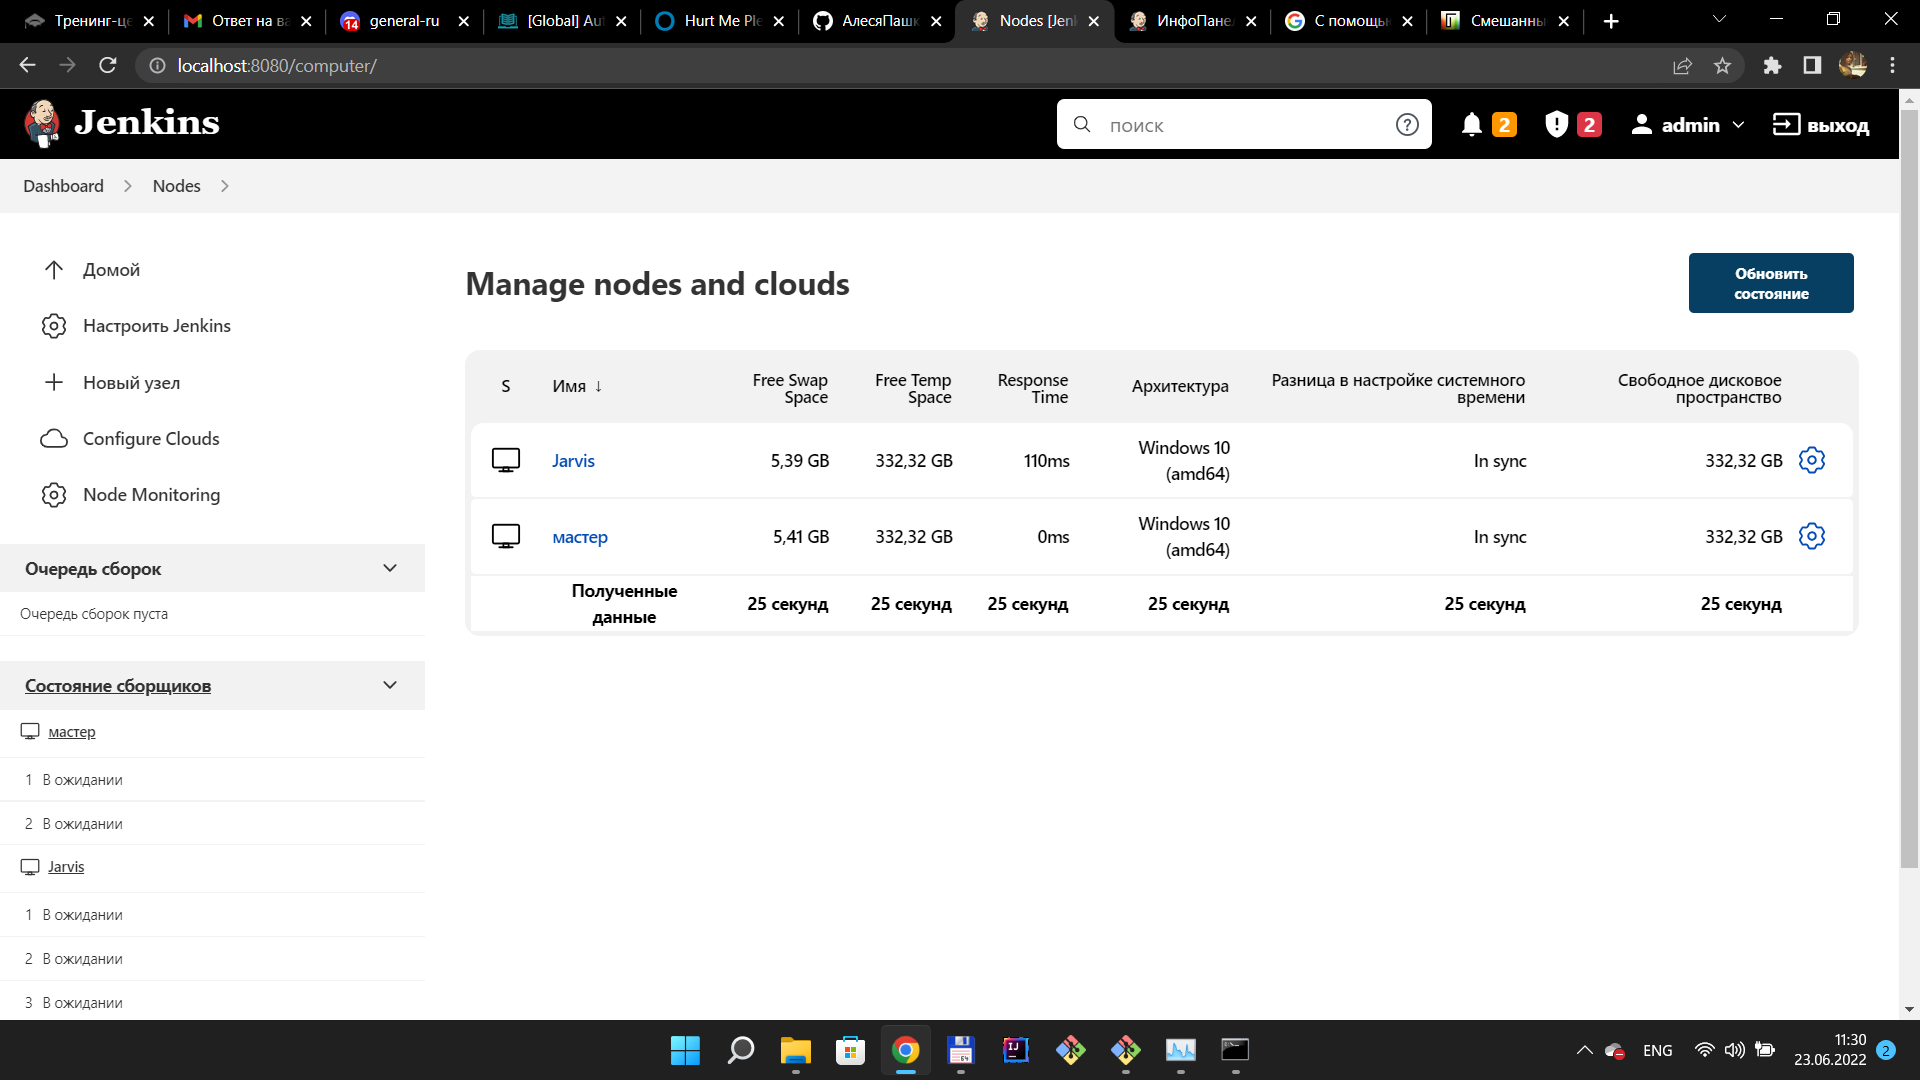 Тренинг-це
Ответ на ва
14
general-ru
[Global] Au
Hurt Me Ple
АлесяПашк
Nodes [Jenk
ИнфоПанел
С помощью
Смешанны
localhost:8080/computer/
Jenkins
поиск
2
2
admin
выход
Dashboard
Nodes
Домой
Настроить Jenkins
Новый узел
Configure Clouds
Node Monitoring
Очередь сборок
Очередь сборок пуста
Состояние сборщиков
мастер
1 В ожидании
2 В ожидании
Jarvis
1 В ожидании
2 В ожидании
3 В ожидании
Manage nodes and clouds
Обновить
состояние
S
Имя ↓
Free Swap
Space
Free Temp
Space
Response
Time
Архитектура
Разница в настройке системного
времени
Свободное дисковое
пространство
Jarvis
5,39 GB
332,32 GB
110ms
Windows 10
(amd64)
In sync
332,32 GB
мастер
5,41 GB
332,32 GB
0ms
Windows 10
(amd64)
In sync
332,32 GB
Полученные
данные
25 секунд
25 секунд
25 секунд
25 секунд
25 секунд
25 секунд
ENG
11:30
23.06.2022
2